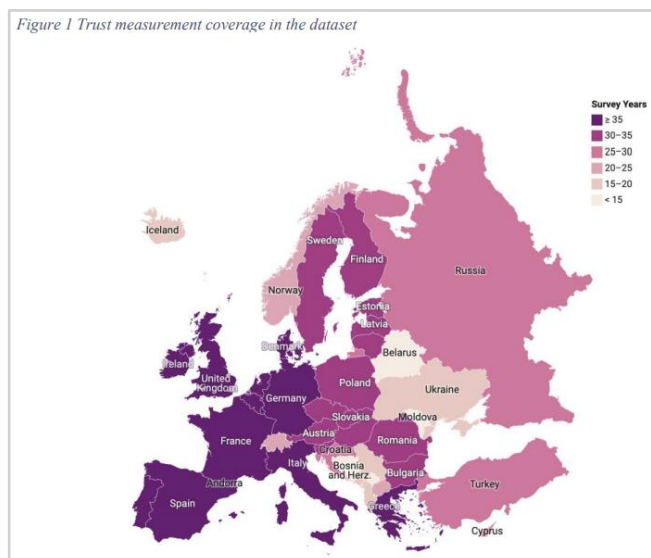 Figure 1 Trust measurement coverage in the dataset
Survey Years
≥ 35
30–35
25–30
20–25
15–20
< 15
Iceland
Sweden
Finland
Norway
Russia
Estonia
Latvia
Denmark
Ireland
United
Kingdom
Belarus
Poland
Germany
Ukraine
Slovakia
Moldova
Austria
France
Romania
Croatia
Italy
Bosnia
and Herz.
Bulgaria
Andorra
Spain
Greece
Turkey
Cyprus